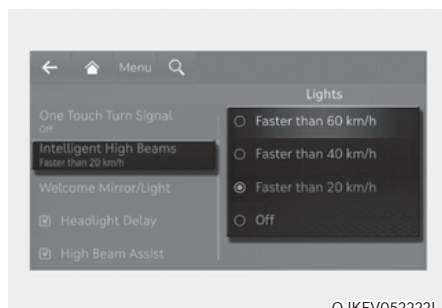 Menu
Lights
One Touch Turn Signal
Off
Intelligent High Beams
Faster than 20 km/h
Welcome Mirror/Light
Headlight Delay
High Beam Assist
Faster than 60 km/h
Faster than 40 km/h
Faster than 20 km/h
Off